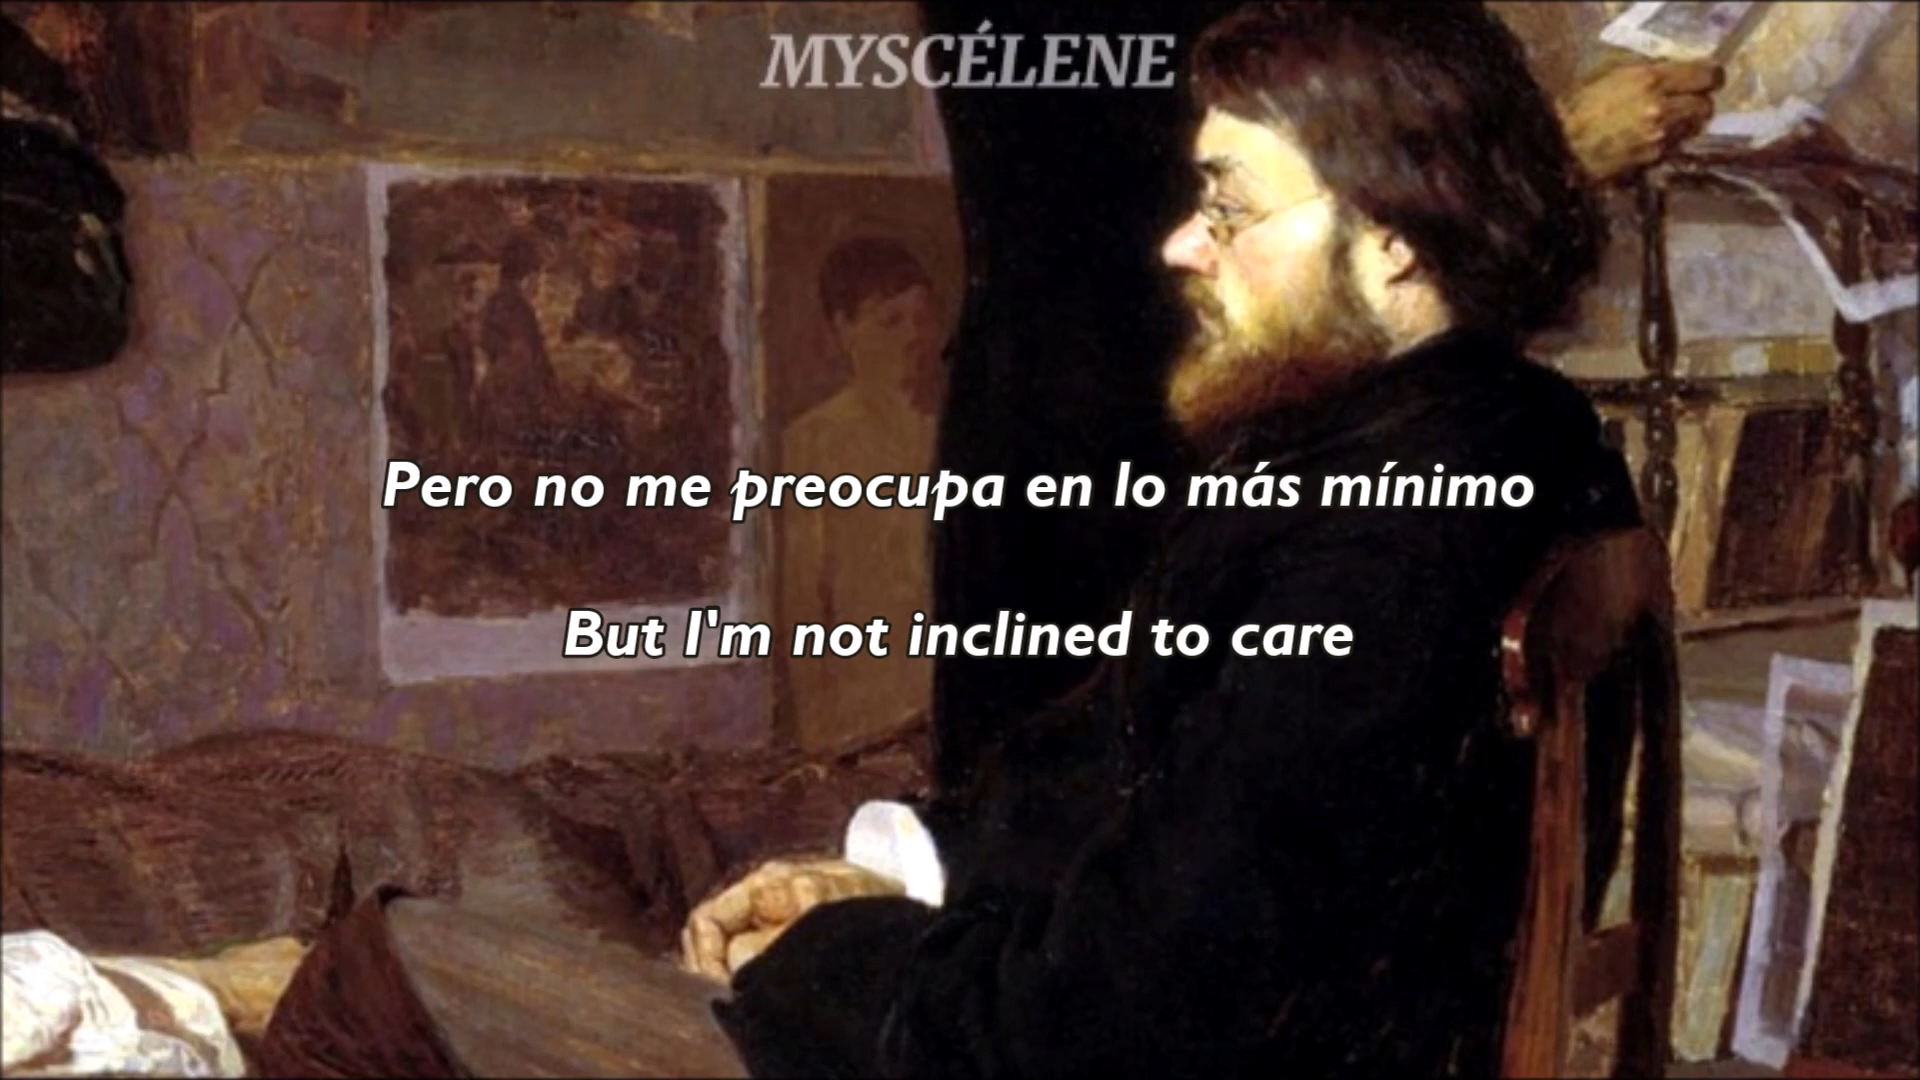 MYSCÉLENE
Pero no me preocupa en lo más mínimo
But I'm not inclined to care